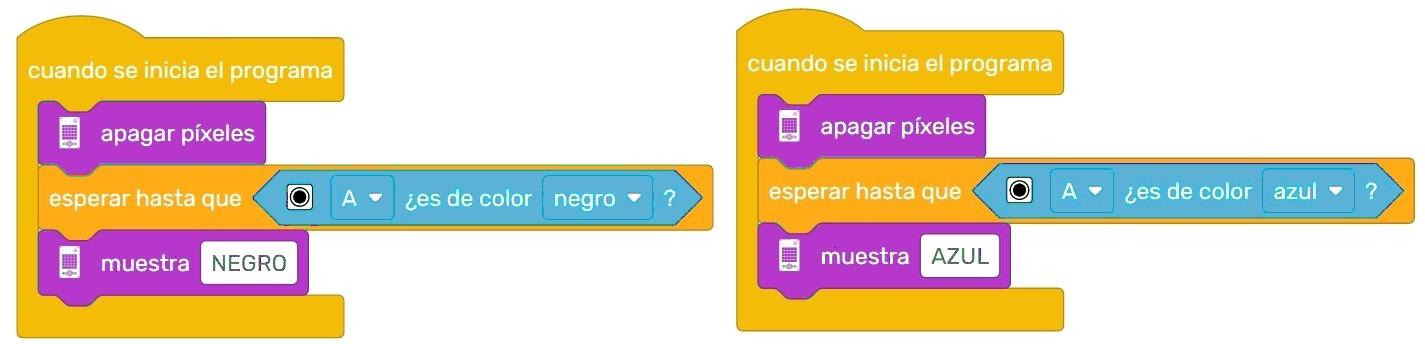 cuando se inicia el programa
apagar píxeles
esperar hasta que A ¿es de color negro ?
muestra NEGRO
cuando se inicia el programa
apagar píxeles
esperar hasta que A ¿es de color azul ?
muestra AZUL